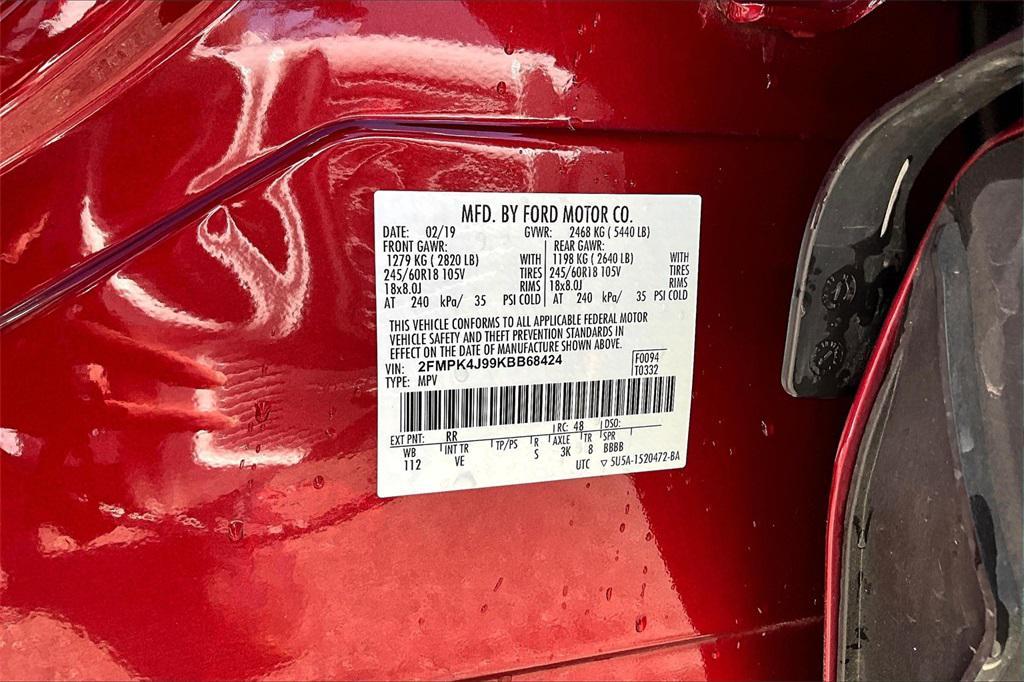 MFD. BY FORD MOTOR CO.
DATE: 02/19 GVWR: 2468 KG ( 5440 LB)
FRONT GAWR: REAR GAWR:
1279 KG ( 2820 LB) WITH 1198 KG ( 2640 LB) WITH
245/60R18 105V TIRES 245/60R18 105V TIRES
18x8.0J RIMS 18x8.0J RIMS
AT 240 kPa/ 35 PSI COLD AT 240 kPa/ 35 PSI COLD
THIS VEHICLE CONFORMS TO ALL APPLICABLE FEDERAL MOTOR
VEHICLE SAFETY AND THEFT PREVENTION STANDARDS IN
EFFECT ON THE DATE OF MANUFACTURE SHOWN ABOVE.
VIN: 2FMPK4J99KBB68424 F0094
TYPE: MPV T0332
EXT PNT: RR RC: 48 DSO:
WB INT TR TP/PS R AXLE TR SPR
112 VE S 3K 8 BBBB
UTC ▽ 5U5A-1520472-BA